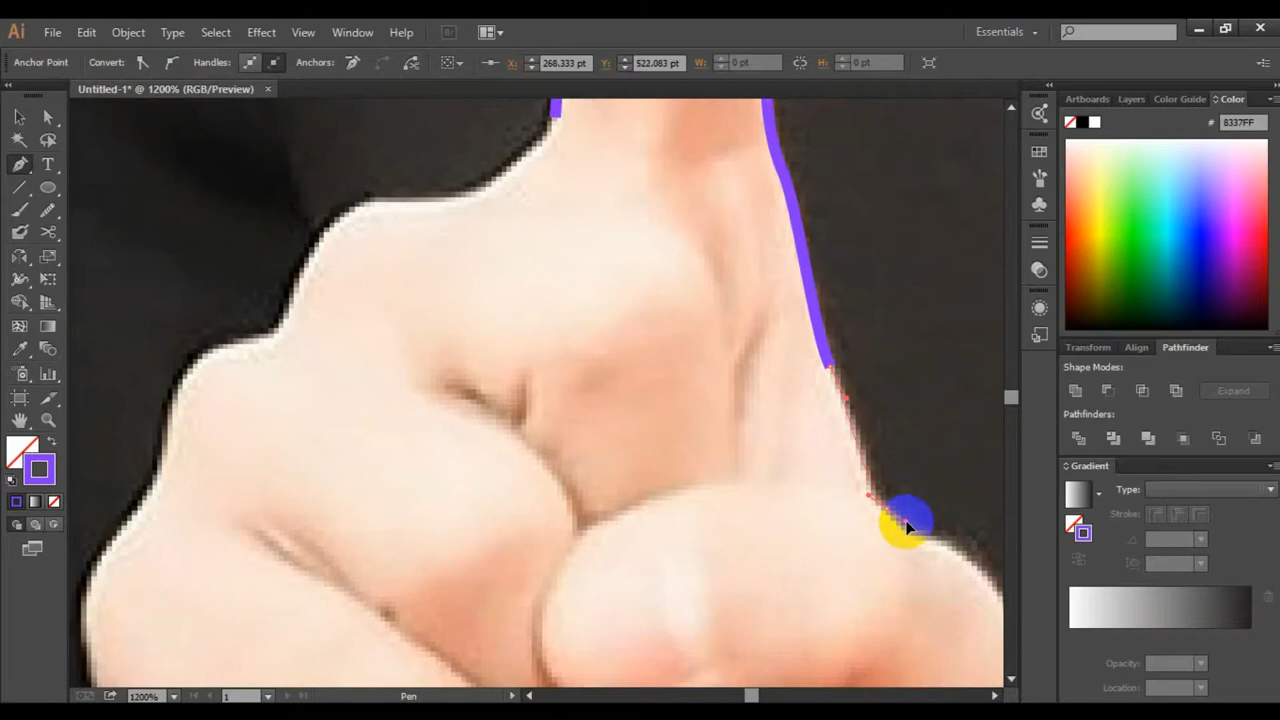 Ai File Edit Object Type Select Effect View Window Help Br Essentials
Anchor Point Convert: Handles: Anchors: X: 268.333 pt Y: 522.083 pt W: 0 pt H: 0 pt
Untitled-1* @ 1200% (RGB/Preview) ×
Artboards Layers Color Guide Color
# 8337FF
Transform Align Pathfinder
Shape Modes:
Expand
Pathfinders:
Gradient
Type:
Stroke:
Opacity:
Location:
1200% 1 Pen